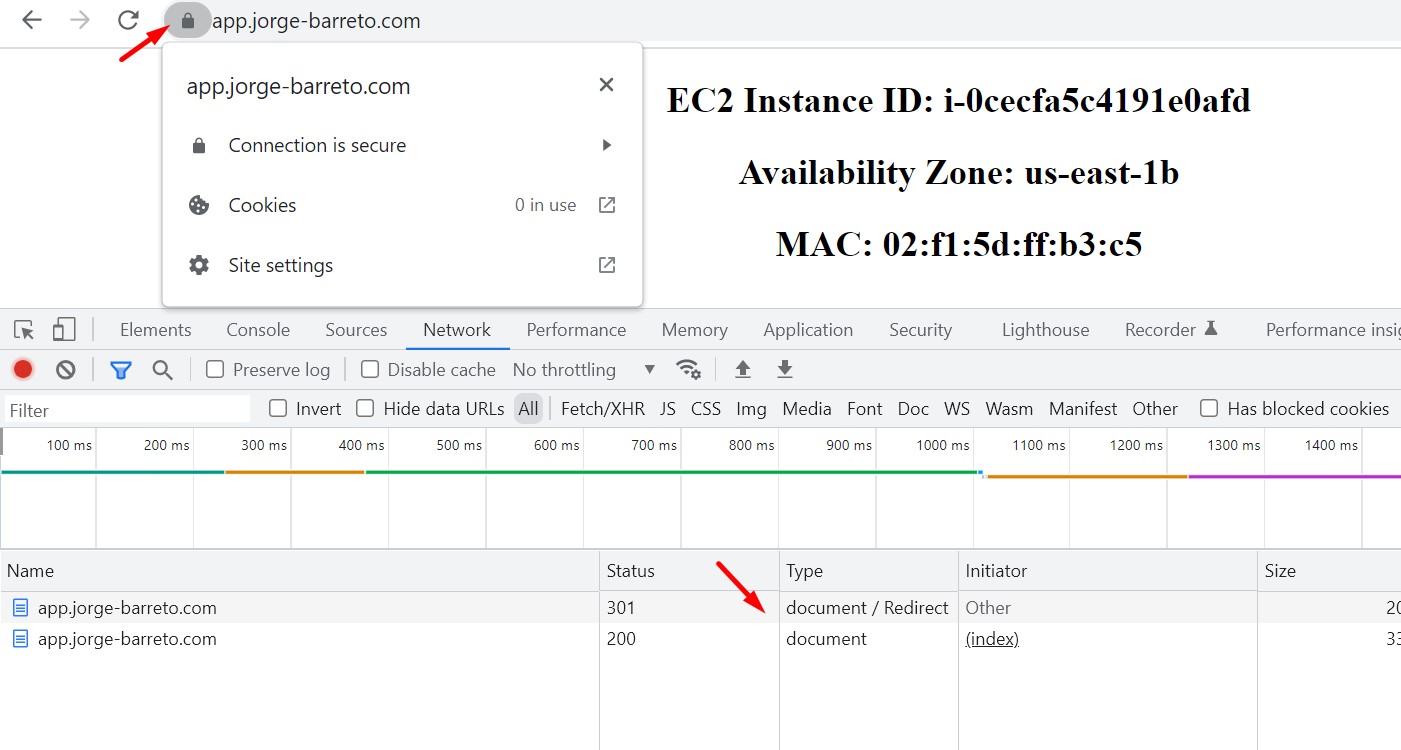 app.jorge-barreto.com
app.jorge-barreto.com
Connection is secure
Cookies 0 in use
Site settings
EC2 Instance ID: i-0cecfa5c4191e0afd
Availability Zone: us-east-1b
MAC: 02:f1:5d:ff:b3:c5
Elements Console Sources Network Performance Memory Application Security Lighthouse Recorder Performance insig
Preserve log Disable cache No throttling
Filter Invert Hide data URLs All Fetch/XHR JS CSS Img Media Font Doc WS Wasm Manifest Other Has blocked cookies
100 ms 200 ms 300 ms 400 ms 500 ms 600 ms 700 ms 800 ms 900 ms 1000 ms 1100 ms 1200 ms 1300 ms 1400 ms
Name Status Type Initiator Size
app.jorge-barreto.com 301 document / Redirect Other 20
app.jorge-barreto.com 200 document (index) 33